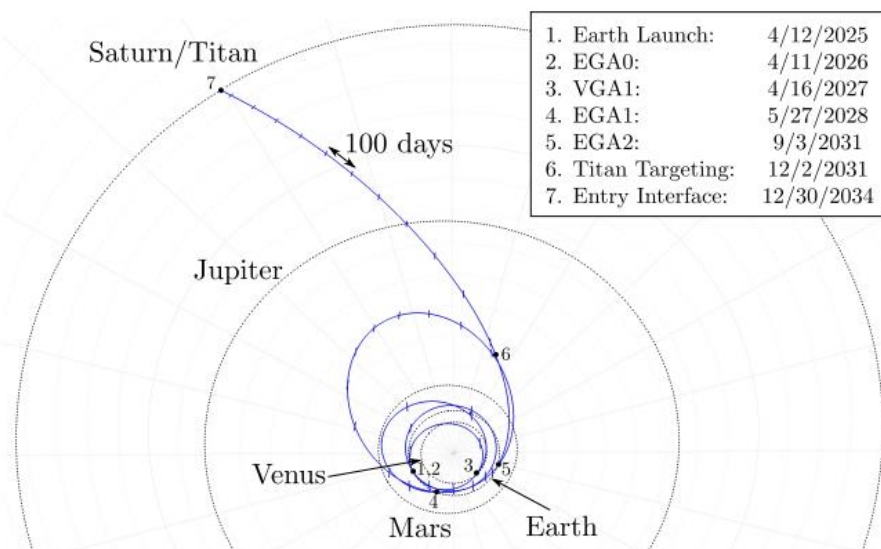 Saturn/Titan
7
100 days
1. Earth Launch: 4/12/2025
2. EGA0: 4/11/2026
3. VGA1: 4/16/2027
4. EGA1: 5/27/2028
5. EGA2: 9/3/2031
6. Titan Targeting: 12/2/2031
7. Entry Interface: 12/30/2034
Jupiter
6
Venus
1,2
3
5
4
Mars
Earth